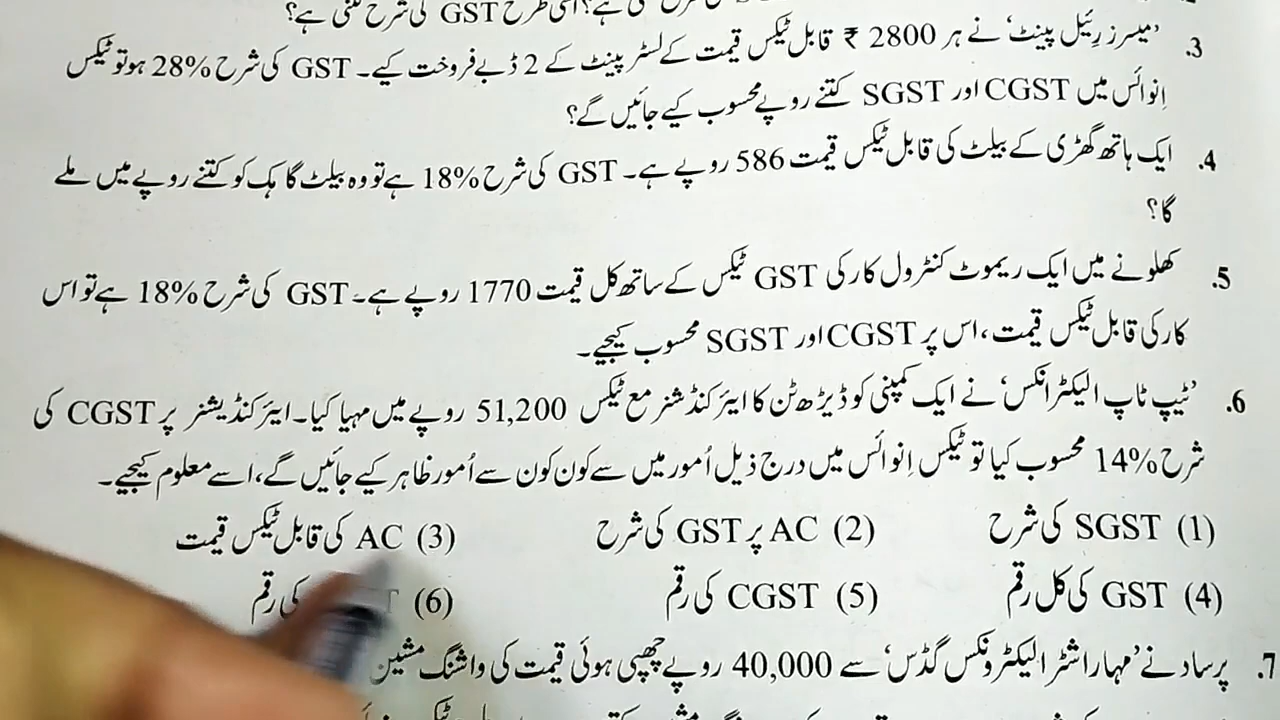 GST کی شرح کتنی ہے؟
3. ’میسرز رِئیل پینٹ‘ نے ہر 2800 ₹ قابل ٹیکس قیمت کے لسٹر پینٹ کے 2 ڈبے فروخت کیے۔ GST کی شرح 28% ہو تو ٹیکس
اِنوائس میں CGST اور SGST کتنے روپے محسوب کیے جائیں گے؟
4. ایک ہاتھ گھڑی کے بیلٹ کی قابل ٹیکس قیمت 586 روپے ہے۔ GST کی شرح 18% ہے تو وہ بیلٹ گاہک کو کتنے روپے میں ملے
گا؟
5. کھلونے میں ایک ریموٹ کنٹرول کار کی GST ٹیکس کے ساتھ کل قیمت 1770 روپے ہے۔ GST کی شرح 18% ہے تو اس
کار کی قابل ٹیکس قیمت، اس پر CGST اور SGST محسوب کیجیے۔
6. ’ٹیپ ٹاپ الیکٹرانکس‘ نے ایک کمپنی کو ڈیڑھ ٹن کا ایئر کنڈشنر مع ٹیکس 51,200 روپے میں مہیا کیا۔ ایئر کنڈیشنر پر CGST کی
شرح 14% محسوب کیا تو ٹیکس اِنوائس میں درج ذیل اُمور میں سے کون کون سے اُمور ظاہر کیے جائیں گے، اسے معلوم کیجیے۔
(1) SGST کی شرح (2) AC پر GST کی شرح (3) AC کی قابل ٹیکس قیمت
(4) GST کی کل رقم (5) CGST کی رقم (6) کی رقم
7. پرساد نے ’مہاراشٹر الیکٹرونکس گڈس‘ سے 40,000 روپے چھپی ہوئی قیمت کی واشنگ مشین